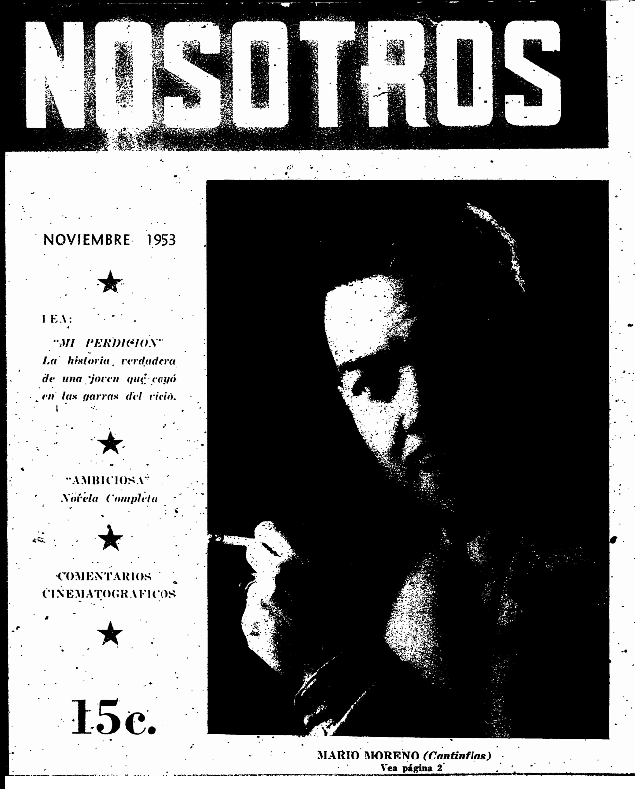 NOSOTROS
NOVIEMBRE 1953
LEA:
"MI PERDICION"
La historia verdadera
de una joven que cayó
en las garras del vicio.
"AMBICIOSA"
Novela Completa
COMENTARIOS
CINEMATOGRAFICOS
15c.
MARIO MORENO (Cantinflas)
Vea página 2